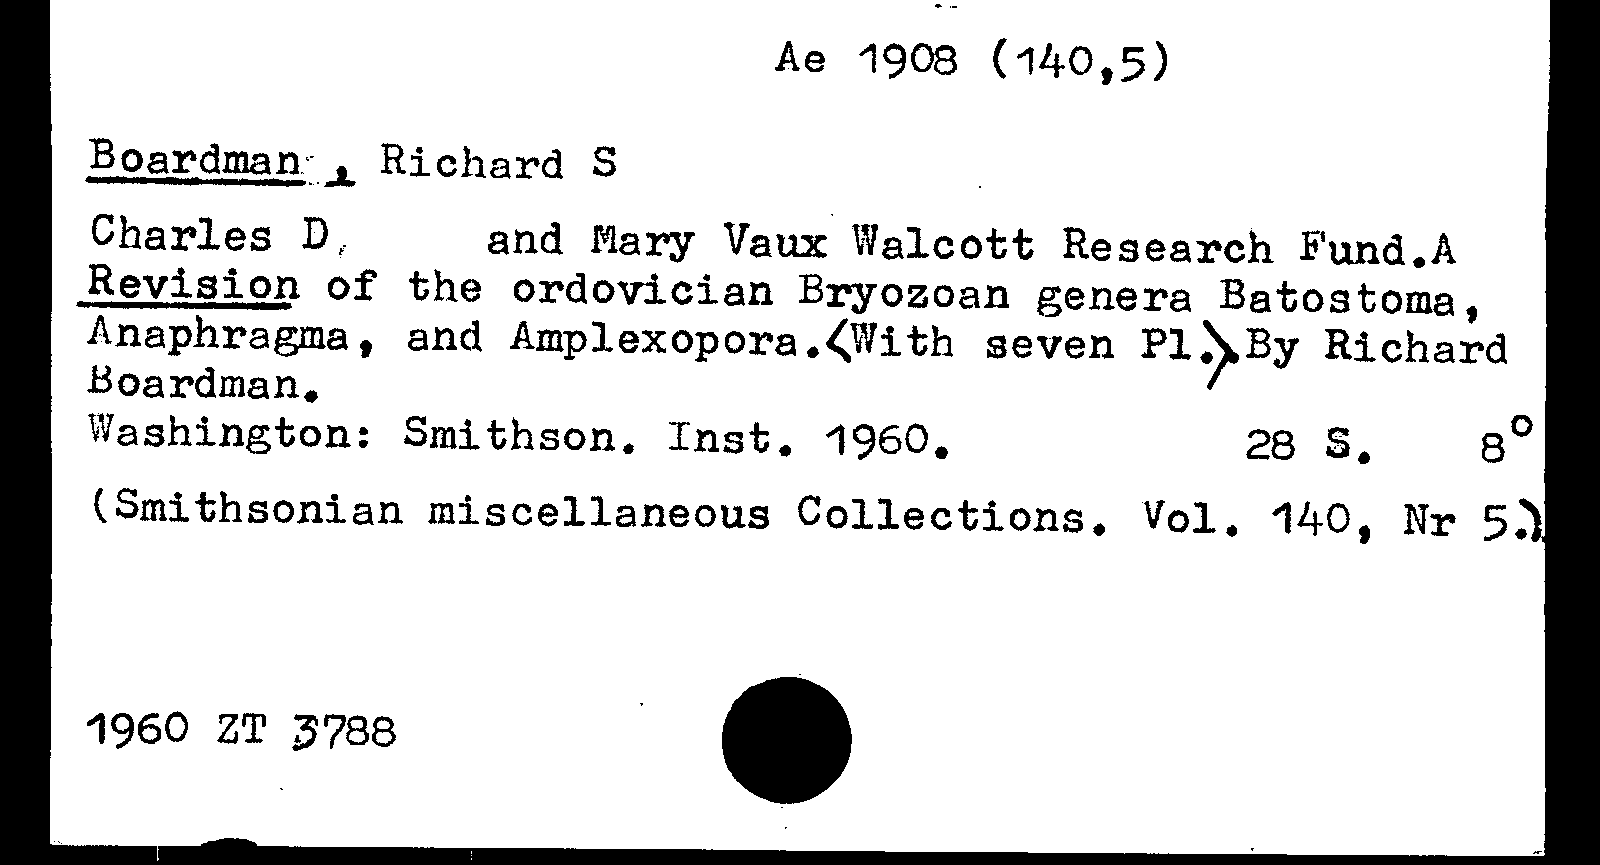 Ae 1908 (140,5)
Boardman , Richard S
Charles D. and Mary Vaux Walcott Research Fund.A
Revision of the ordovician Bryozoan genera Batostoma,
Anaphragma, and Amplexopora.<With seven Pl.>.By Richard
Boardman.
Washington: Smithson. Inst. 1960. 28 S. 8°
(Smithsonian miscellaneous Collections. Vol. 140, Nr 5.)
1960 ZT 3788